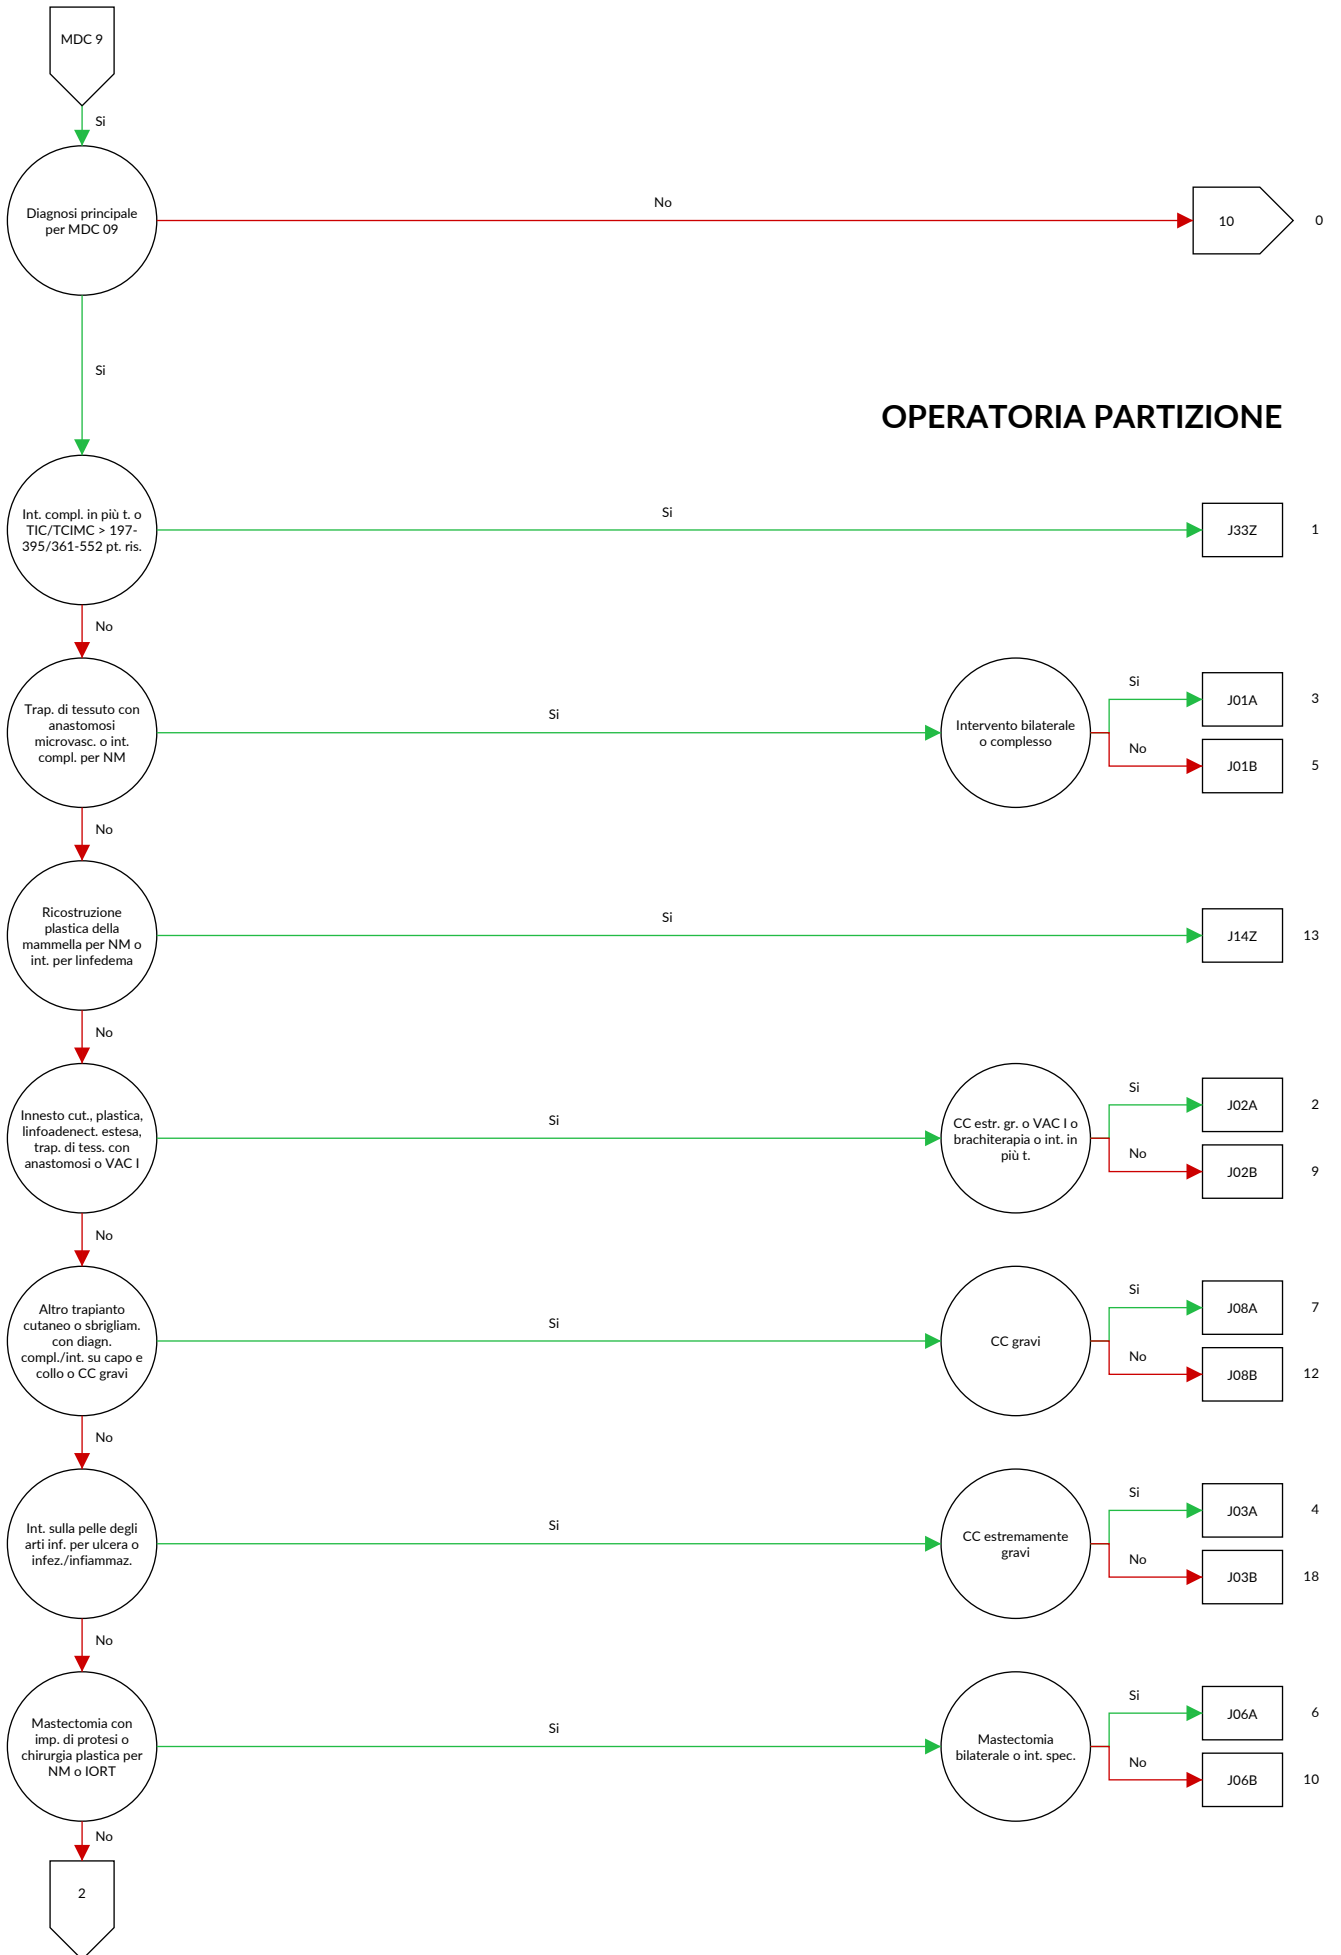 MDC 9
Si
Diagnosi principale
per MDC 09
No
10
0
Si
OPERATORIA PARTIZIONE
Int. compl. in più t. o
TIC/TCIMC > 197-
395/361-552 pt. ris.
Si
J33Z
1
No
Trap. di tessuto con
anastomosi
microvasc. o int.
compl. per NM
Si
Intervento bilaterale
o complesso
Si
J01A
3
No
J01B
5
No
Ricostruzione
plastica della
mammella per NM o
int. per linfedema
Si
J14Z
13
No
Innesto cut., plastica,
linfoadenect. estesa,
trap. di tess. con
anastomosi o VAC I
Si
CC estr. gr. o VAC I o
brachiterapia o int. in
più t.
Si
J02A
2
No
J02B
9
No
Altro trapianto
cutaneo o sbrigliam.
con diagn.
compl./int. su capo e
collo o CC gravi
Si
CC gravi
Si
J08A
7
No
J08B
12
No
Int. sulla pelle degli
arti inf. per ulcera o
infez./infiammaz.
Si
CC estremamente
gravi
Si
J03A
4
No
J03B
18
No
Mastectomia con
imp. di protesi o
chirurgia plastica per
NM o IORT
Si
Mastectomia
bilaterale o int. spec.
Si
J06A
6
No
J06B
10
No
2